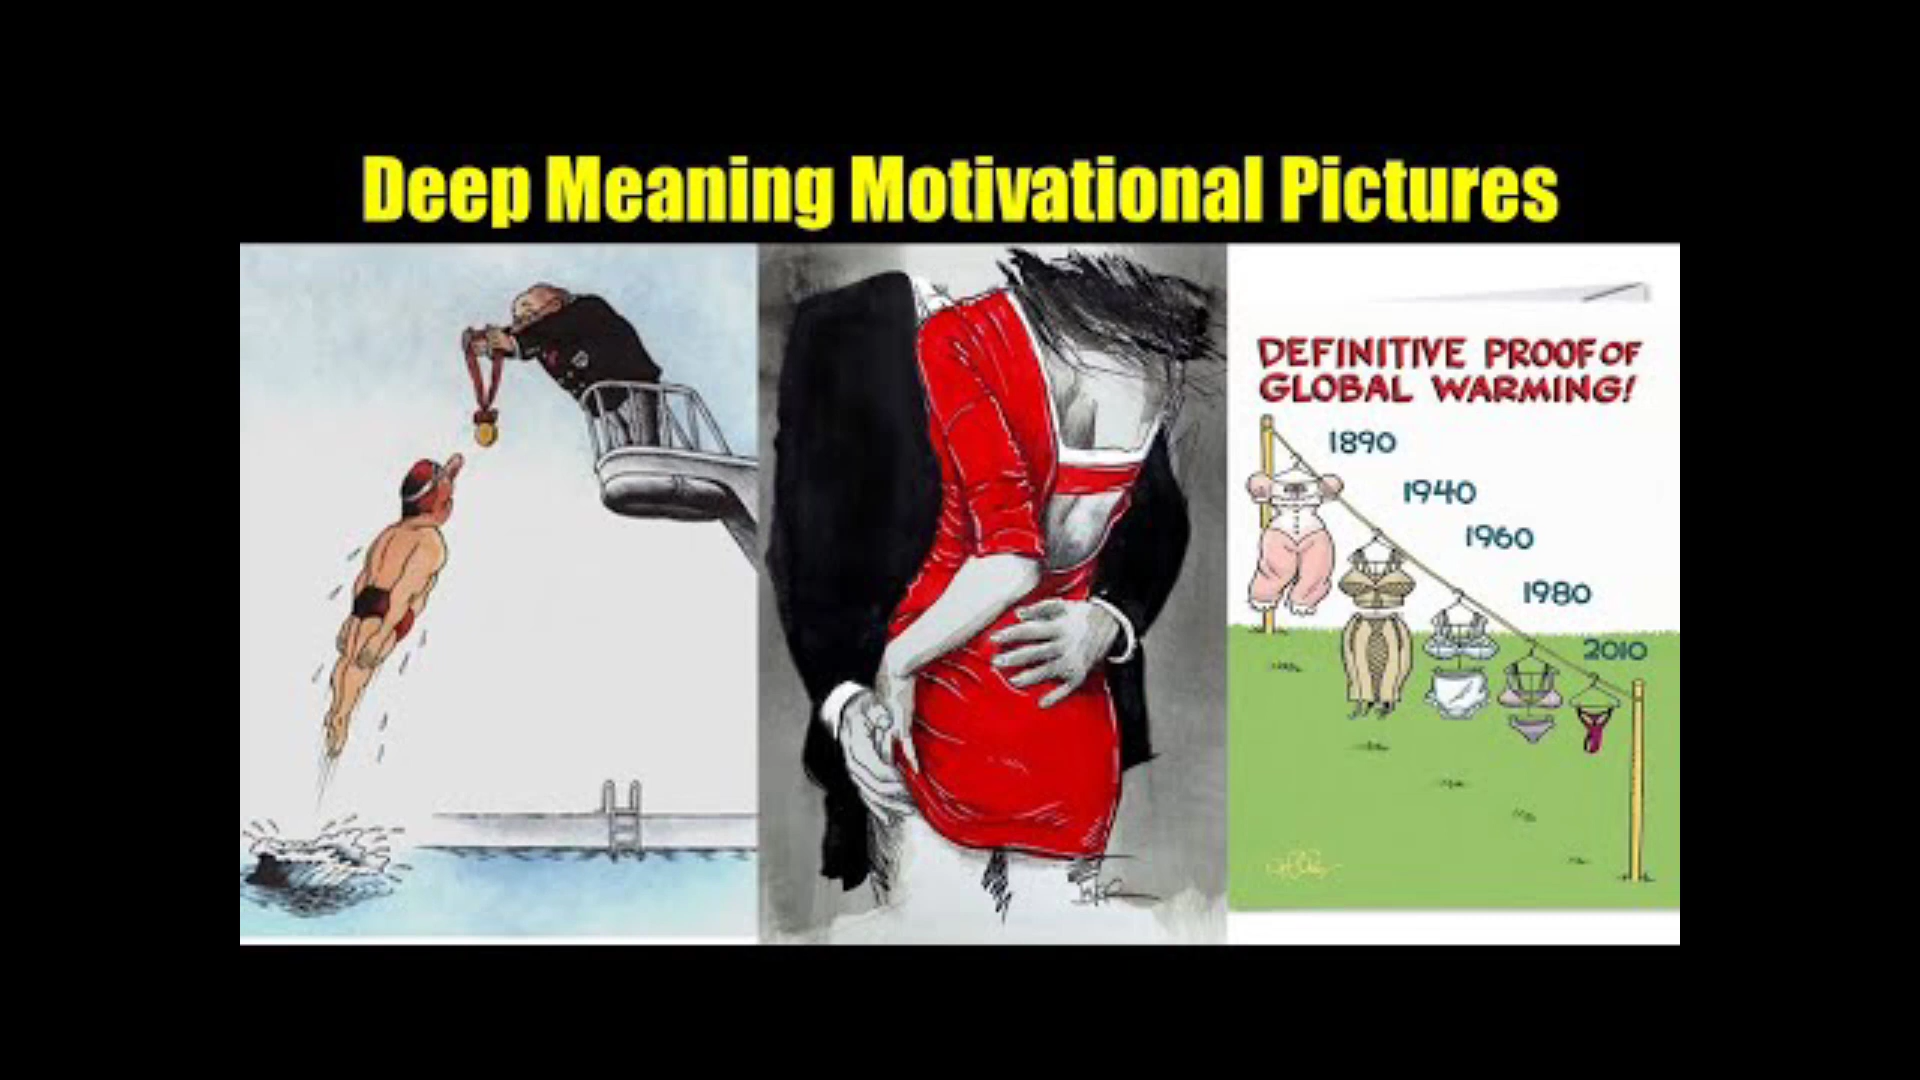 Deep Meaning Motivational Pictures
DEFINITIVE PROOF OF
GLOBAL WARMING!
1890
1940
1960
1980
2010